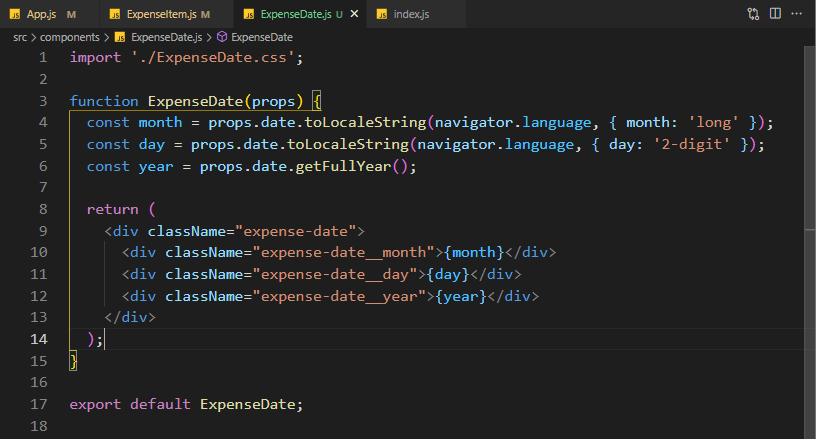 App.js M ExpenseItem.js M ExpenseDate.js U index.js
src > components > ExpenseDate.js > ExpenseDate
1 import './ExpenseDate.css';
2
3 function ExpenseDate(props) {
4   const month = props.date.toLocaleString(navigator.language, { month: 'long' });
5   const day = props.date.toLocaleString(navigator.language, { day: '2-digit' });
6   const year = props.date.getFullYear();
7
8   return (
9     <div className="expense-date">
10       <div className="expense-date__month">{month}</div>
11       <div className="expense-date__day">{day}</div>
12       <div className="expense-date__year">{year}</div>
13     </div>
14   );
15 }
16
17 export default ExpenseDate;
18